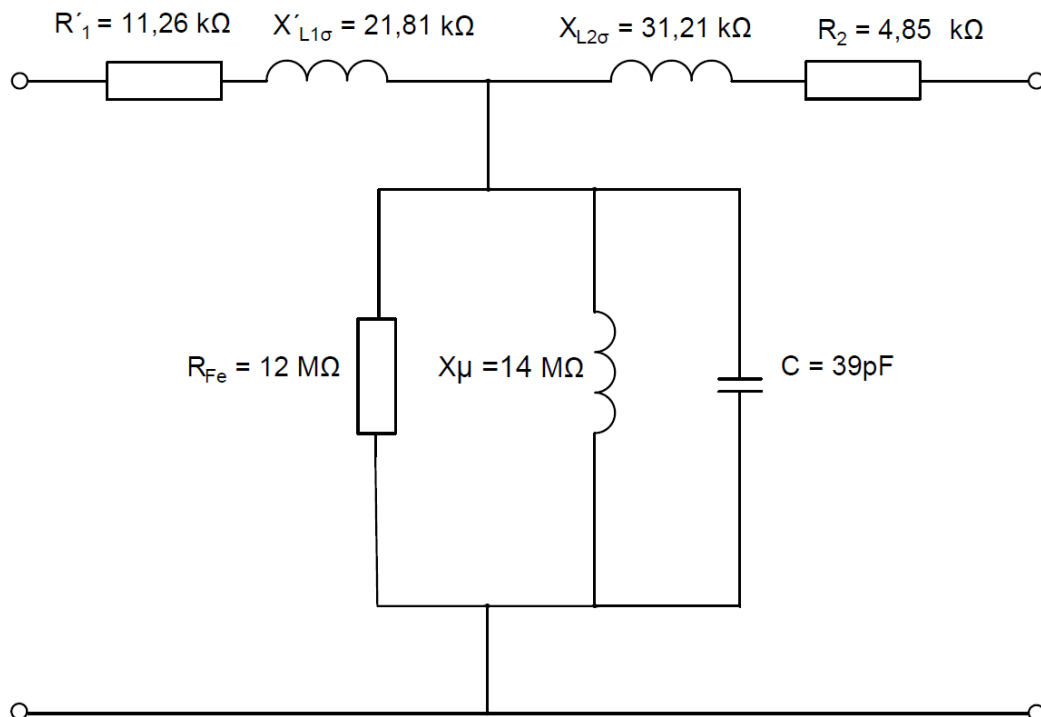 R´1 = 11,26 kΩ
X´L1σ = 21,81 kΩ
XL2σ = 31,21 kΩ
R2 = 4,85 kΩ
RFe = 12 MΩ
Xμ =14 MΩ
C = 39pF